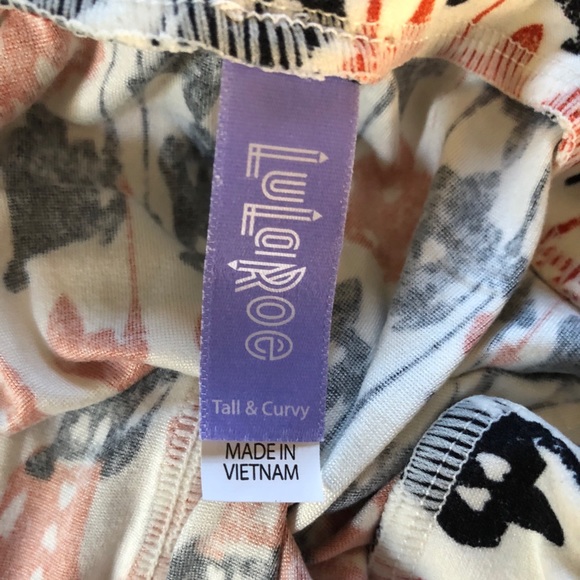 LuLaRoe
Tall & Curvy
MADE IN
VIETNAM